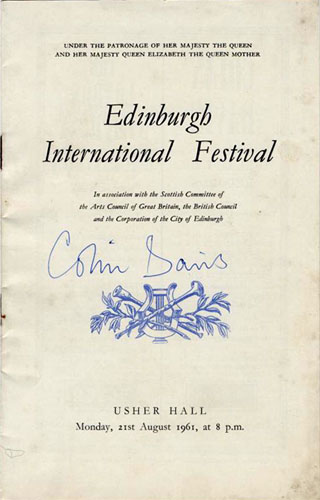 UNDER THE PATRONAGE OF HER MAJESTY THE QUEEN
AND HER MAJESTY QUEEN ELIZABETH THE QUEEN MOTHER
Edinburgh
International Festival
In association with the Scottish Committee of
the Arts Council of Great Britain, the British Council
and the Corporation of the City of Edinburgh
Colin Davis
USHER HALL
Monday, 21st August 1961, at 8 p.m.